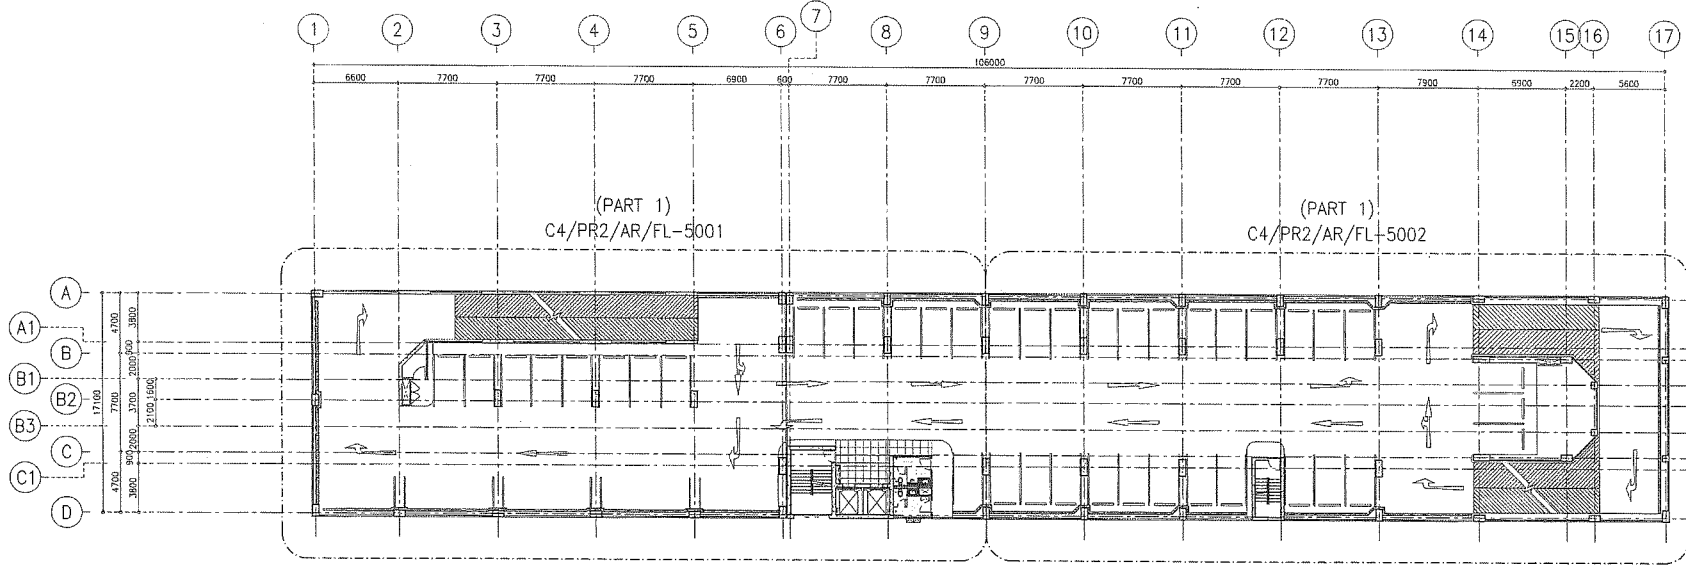 1 2 3 4 5 6 7 8 9 10 11 12 13 14 15 16 17
106000
6600 7700 7700 7700 6900 600 7700 7700 7700 7700 7700 7700 7900 6900 2200 5600
(PART 1)
C4/PR2/AR/FL-5001
(PART 1)
C4/PR2/AR/FL-5002
A
A1
B
B1
B2
B3
C
C1
D
17100
4700
7700
4700
3800
900
2000
3700
2000
900
3800
1600
2100